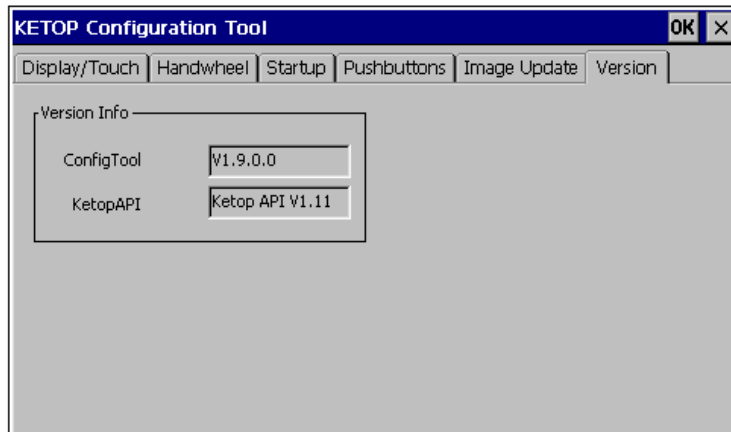 KETOP Configuration Tool OK ×
Display/Touch Handwheel Startup Pushbuttons Image Update Version
Version Info
ConfigTool V1.9.0.0
KetopAPI Ketop API V1.11